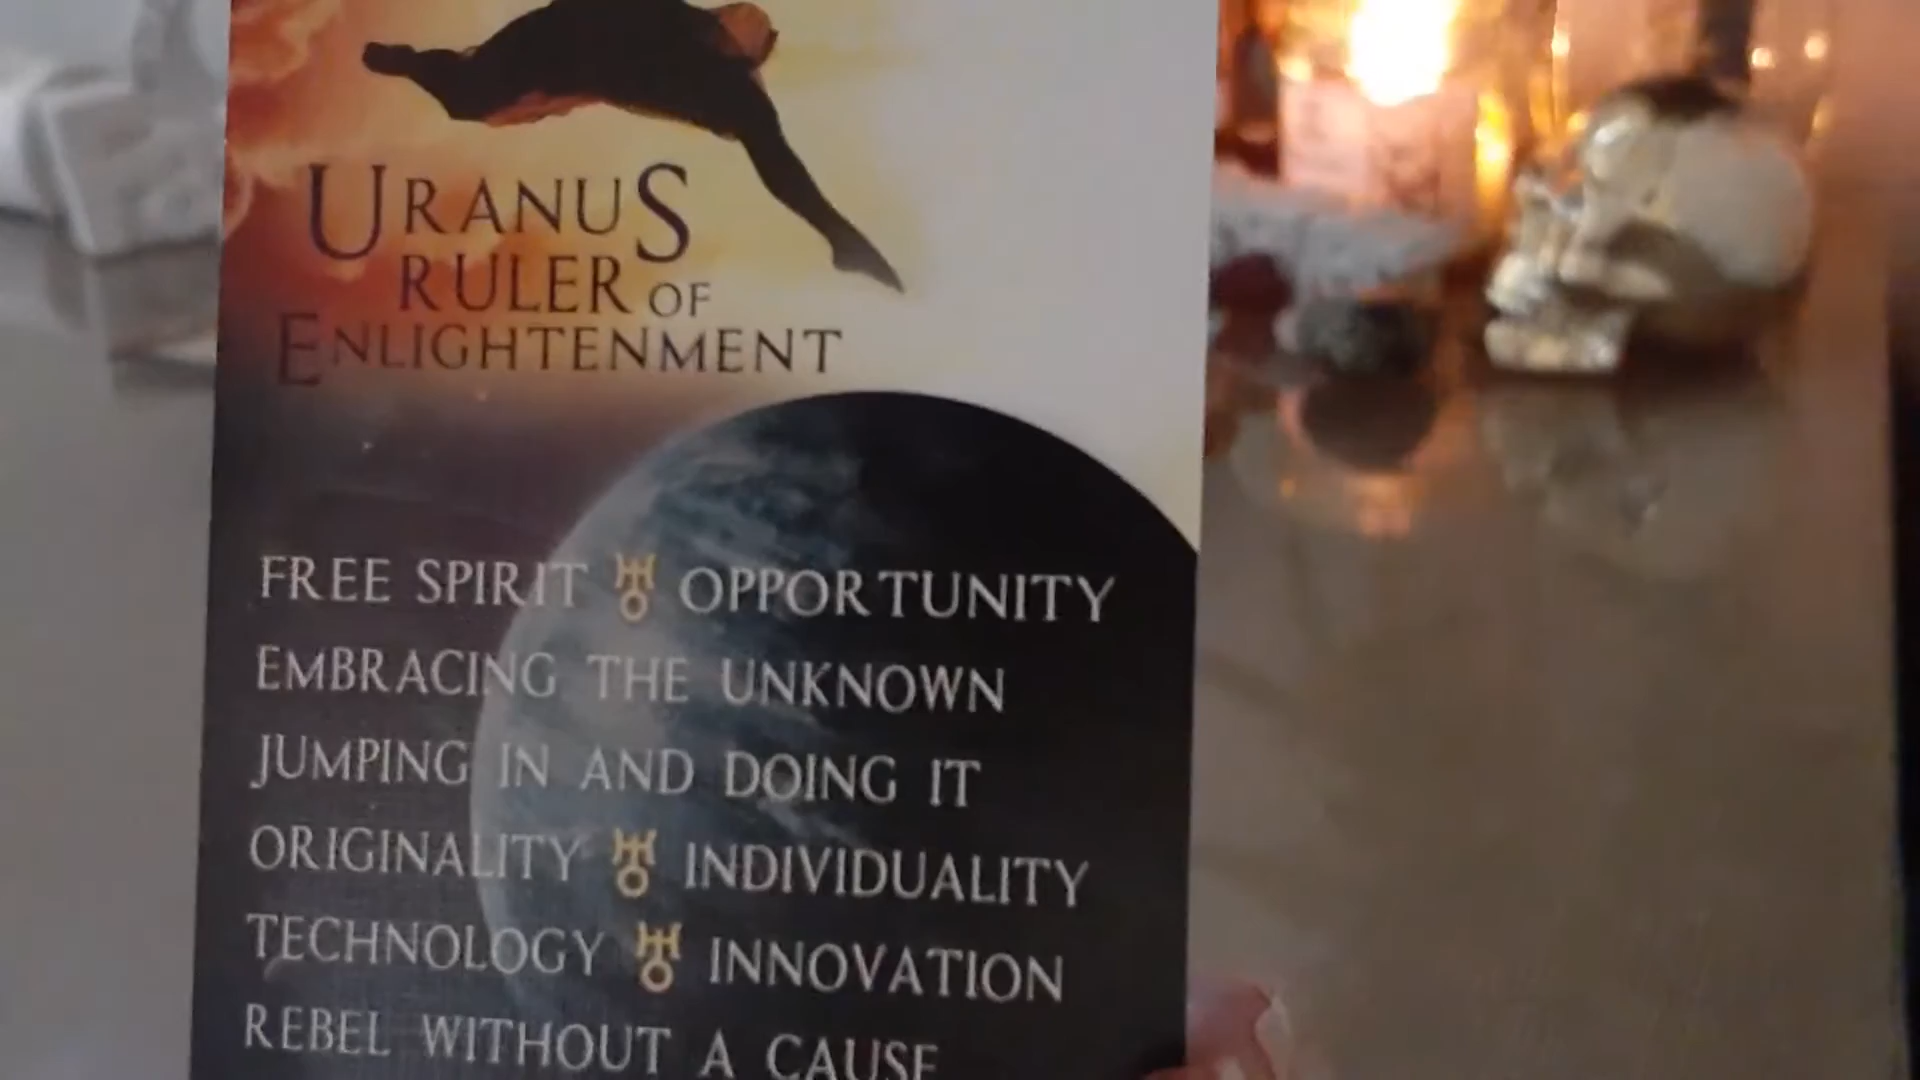 URANUS
RULER OF
ENLIGHTENMENT
FREE SPIRIT ♅ OPPORTUNITY
EMBRACING THE UNKNOWN
JUMPING IN AND DOING IT
ORIGINALITY ♅ INDIVIDUALITY
TECHNOLOGY ♅ INNOVATION
REBEL WITHOUT A CAUSE